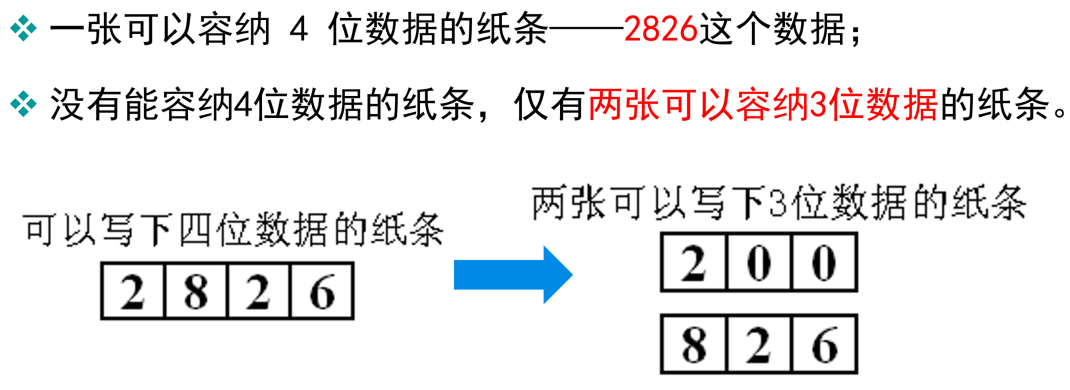 ❖ 一张可以容纳 4 位数据的纸条——2826这个数据；
❖ 没有能容纳4位数据的纸条，仅有两张可以容纳3位数据的纸条。
可以写下四位数据的纸条
2 8 2 6
两张可以写下3位数据的纸条
2 0 0
8 2 6